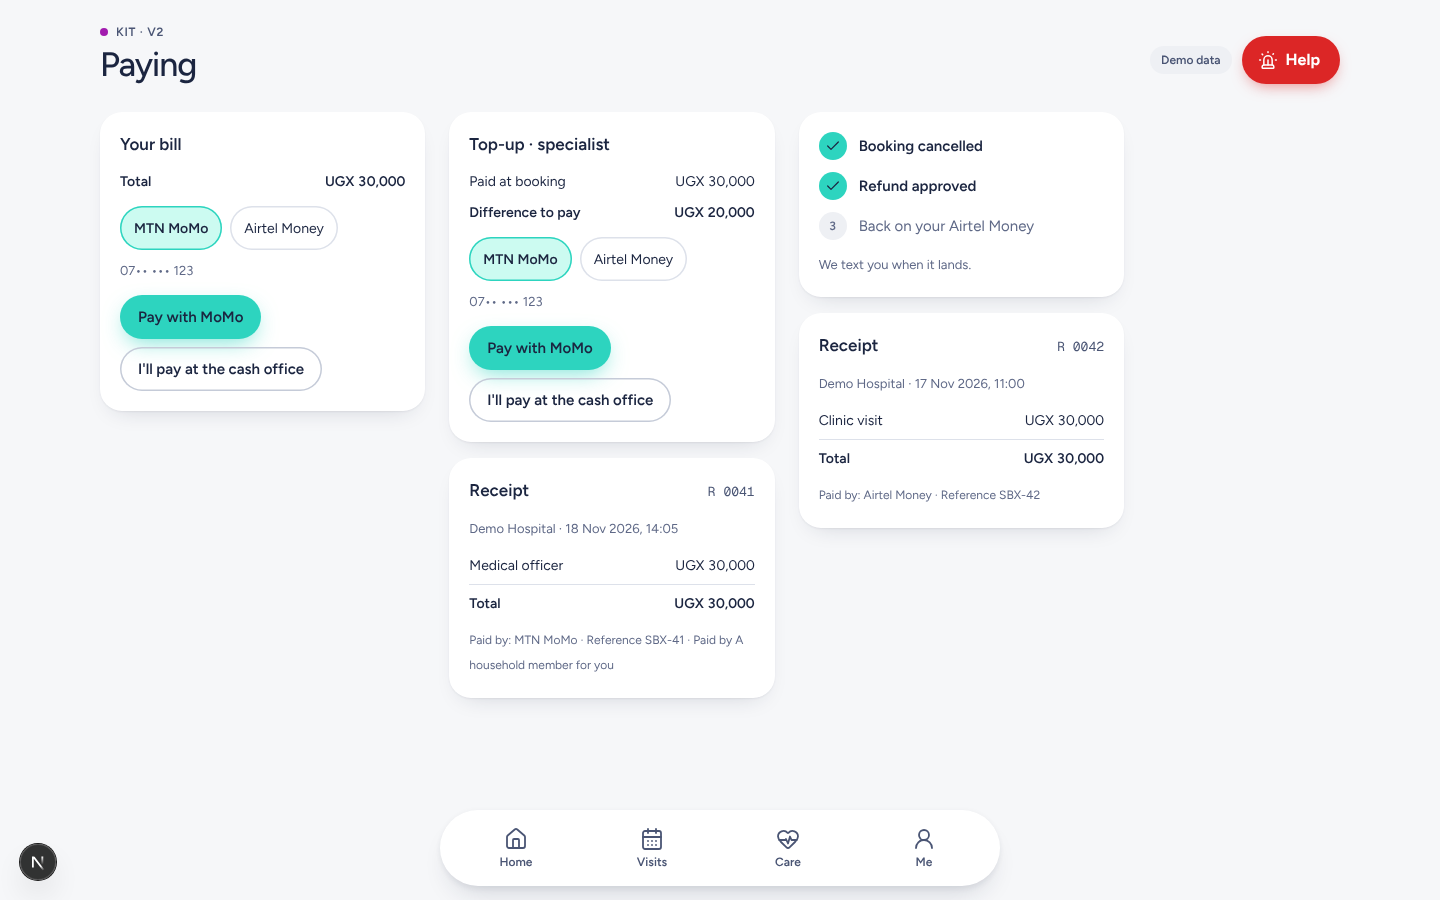 KIT · V2
Paying
Demo data
Help
Your bill
Total UGX 30,000
MTN MoMo Airtel Money
07•• ••• 123
Pay with MoMo
I'll pay at the cash office
Top-up · specialist
Paid at booking UGX 30,000
Difference to pay UGX 20,000
MTN MoMo Airtel Money
07•• ••• 123
Pay with MoMo
I'll pay at the cash office
Receipt R 0041
Demo Hospital · 18 Nov 2026, 14:05
Medical officer UGX 30,000
Total UGX 30,000
Paid by: MTN MoMo · Reference SBX-41 · Paid by A
household member for you
Booking cancelled
Refund approved
3 Back on your Airtel Money
We text you when it lands.
Receipt R 0042
Demo Hospital · 17 Nov 2026, 11:00
Clinic visit UGX 30,000
Total UGX 30,000
Paid by: Airtel Money · Reference SBX-42
N
Home Visits Care Me